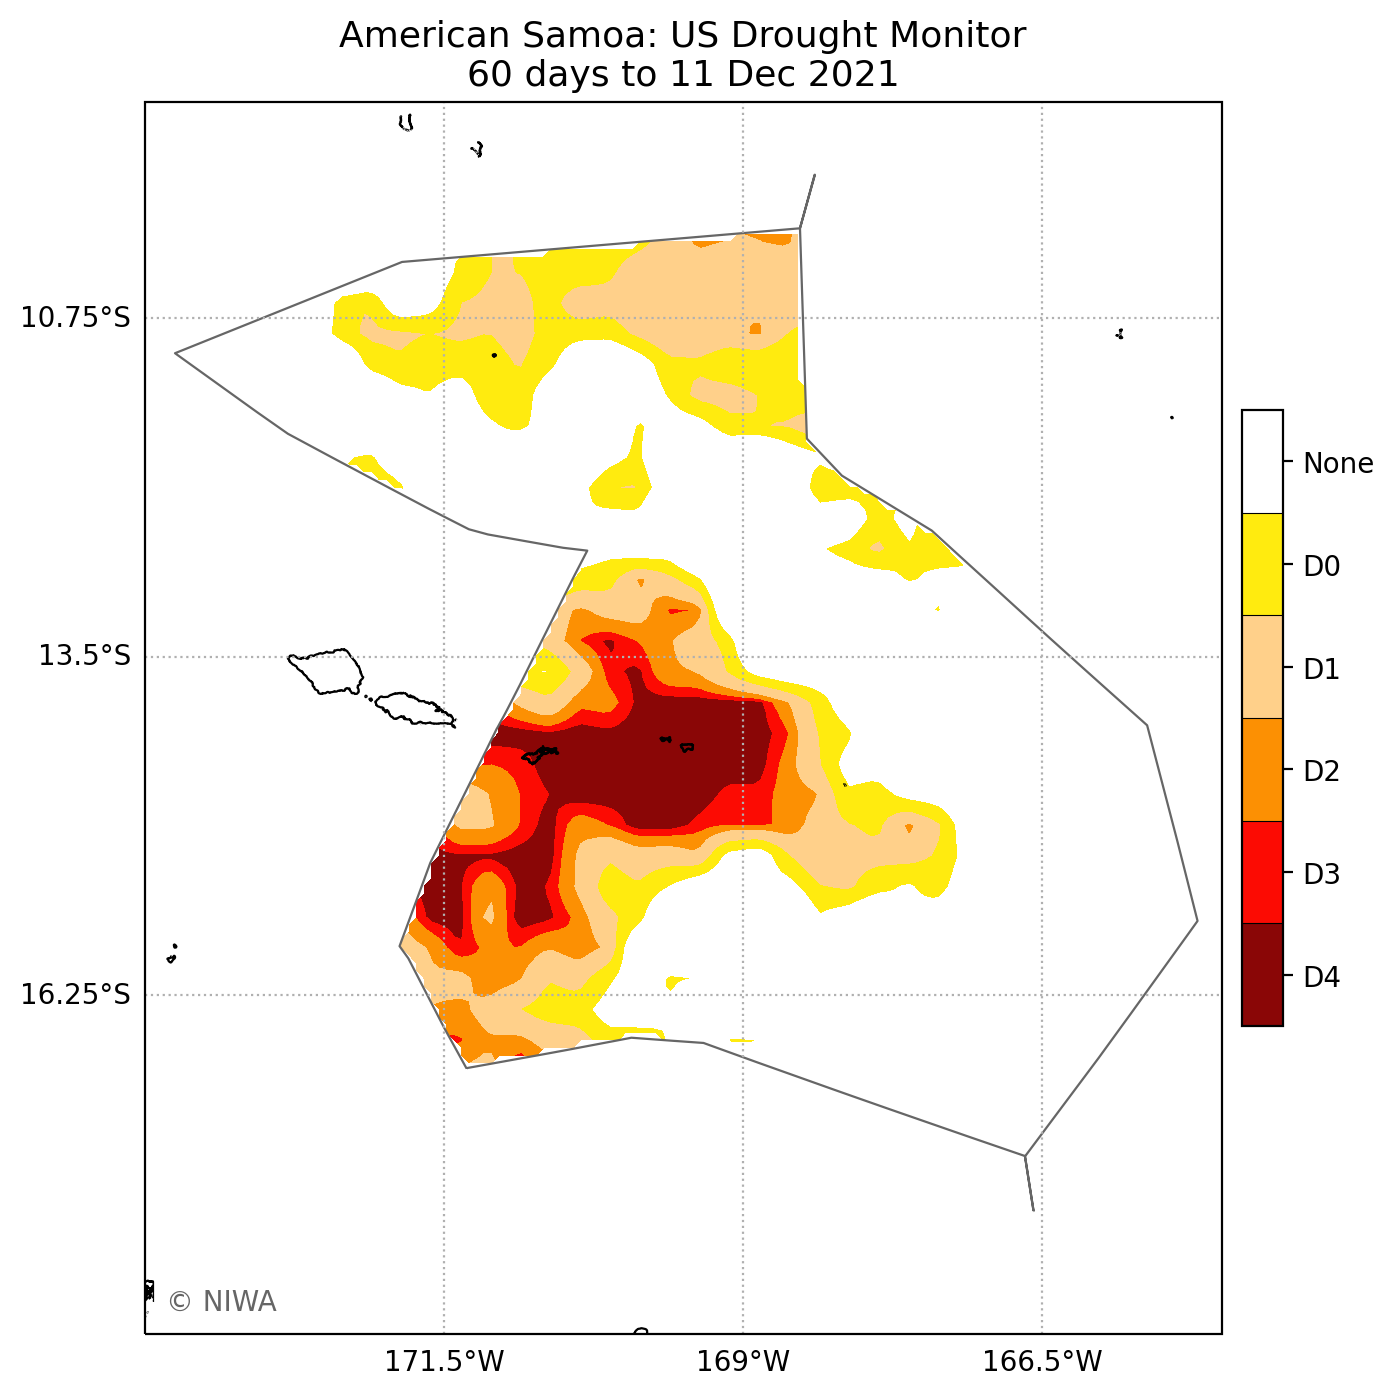 American Samoa: US Drought Monitor
60 days to 11 Dec 2021
10.75°S
13.5°S
16.25°S
171.5°W
169°W
166.5°W
None
D0
D1
D2
D3
D4
© NIWA